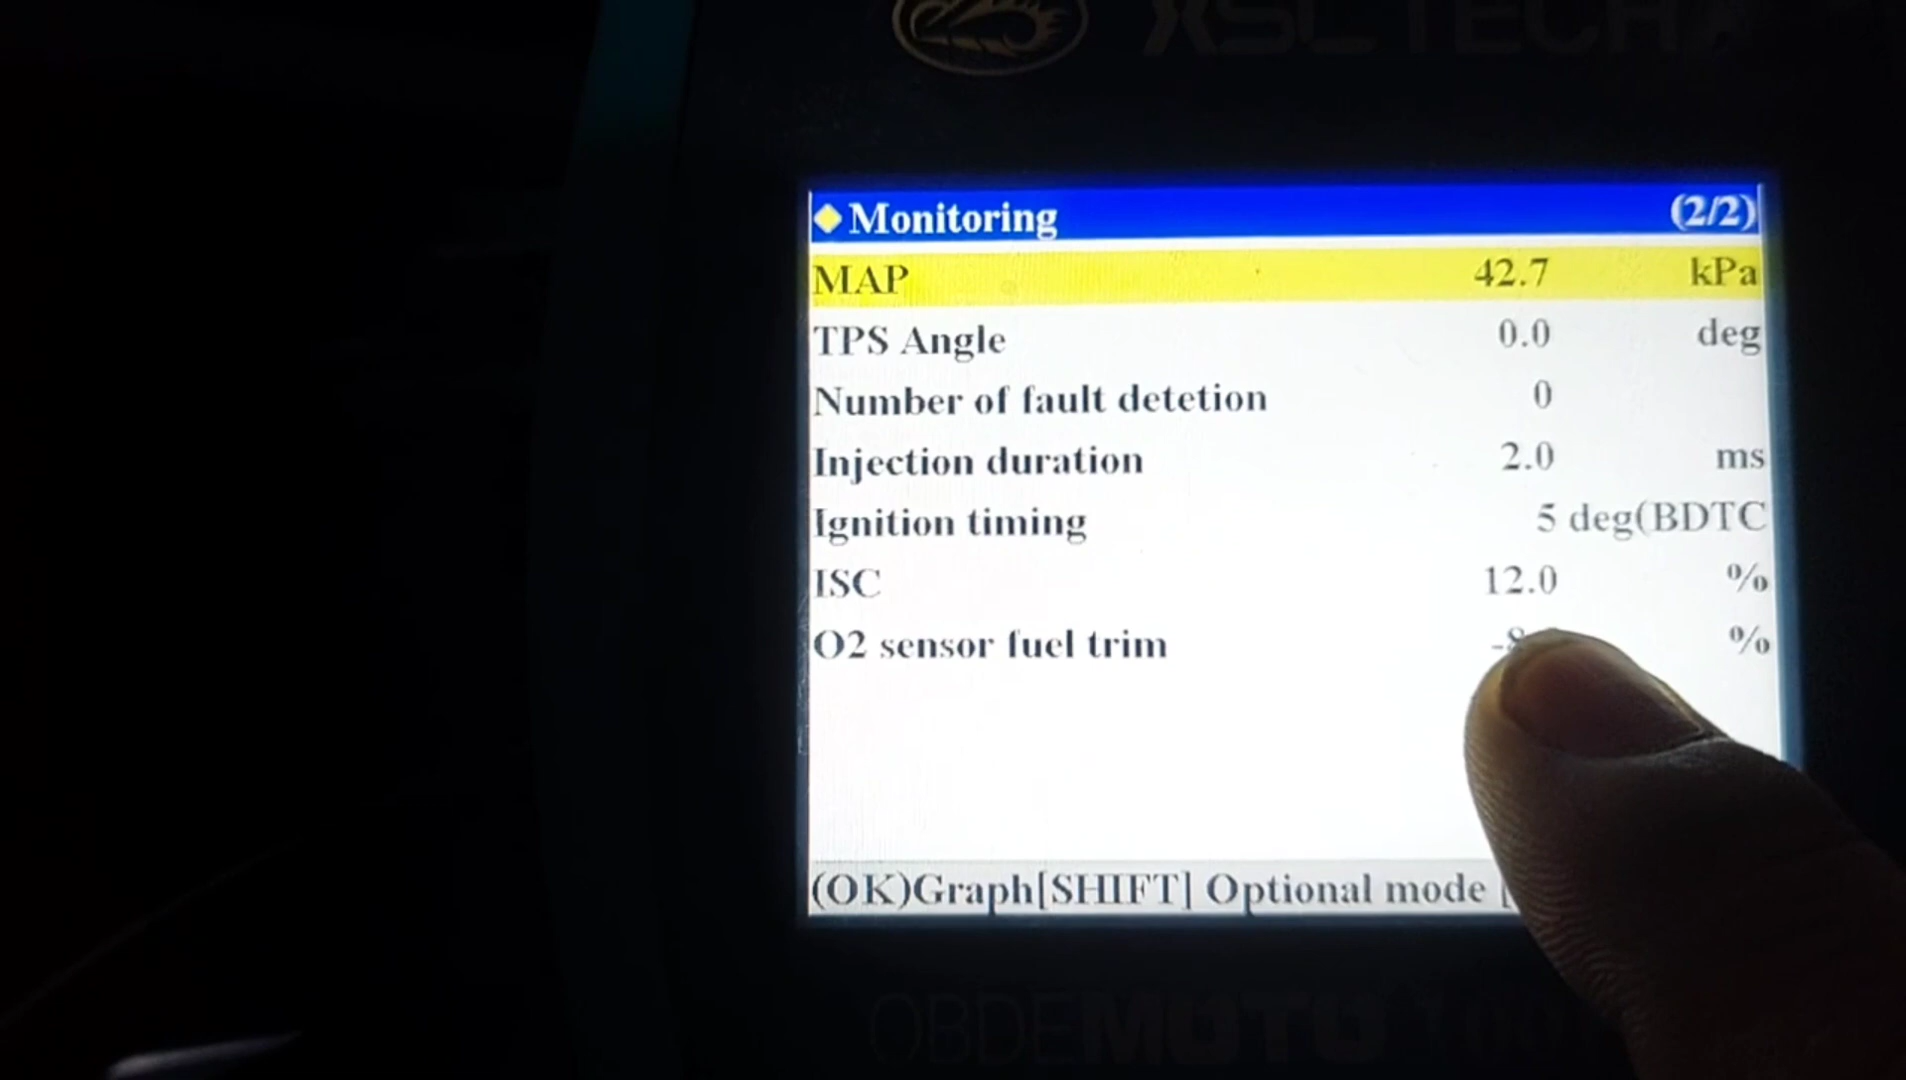 XSLTECH
Monitoring (2/2)
MAP 42.7 kPa
TPS Angle 0.0 deg
Number of fault detetion 0
Injection duration 2.0 ms
Ignition timing 5 deg(BDTC
ISC 12.0 %
O2 sensor fuel trim %
(OK)Graph[SHIFT] Optional mode [
OBDEMOTO